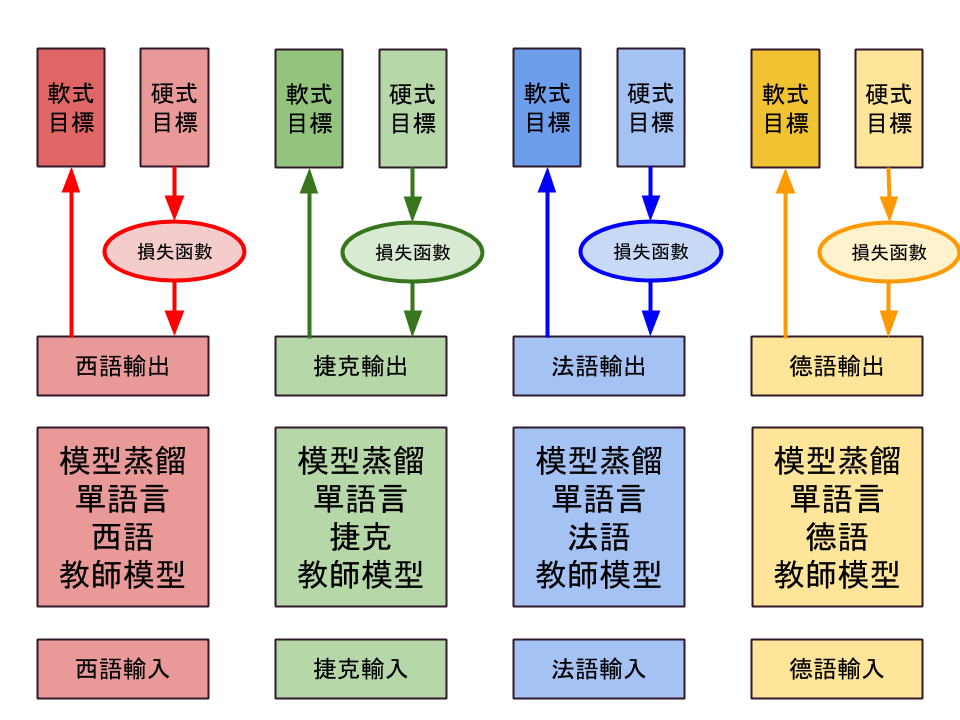 軟式
目標
硬式
目標
軟式
目標
硬式
目標
軟式
目標
硬式
目標
軟式
目標
硬式
目標
損失函數
損失函數
損失函數
損失函數
西語輸出
捷克輸出
法語輸出
德語輸出
模型蒸餾
單語言
西語
教師模型
模型蒸餾
單語言
捷克
教師模型
模型蒸餾
單語言
法語
教師模型
模型蒸餾
單語言
德語
教師模型
西語輸入
捷克輸入
法語輸入
德語輸入